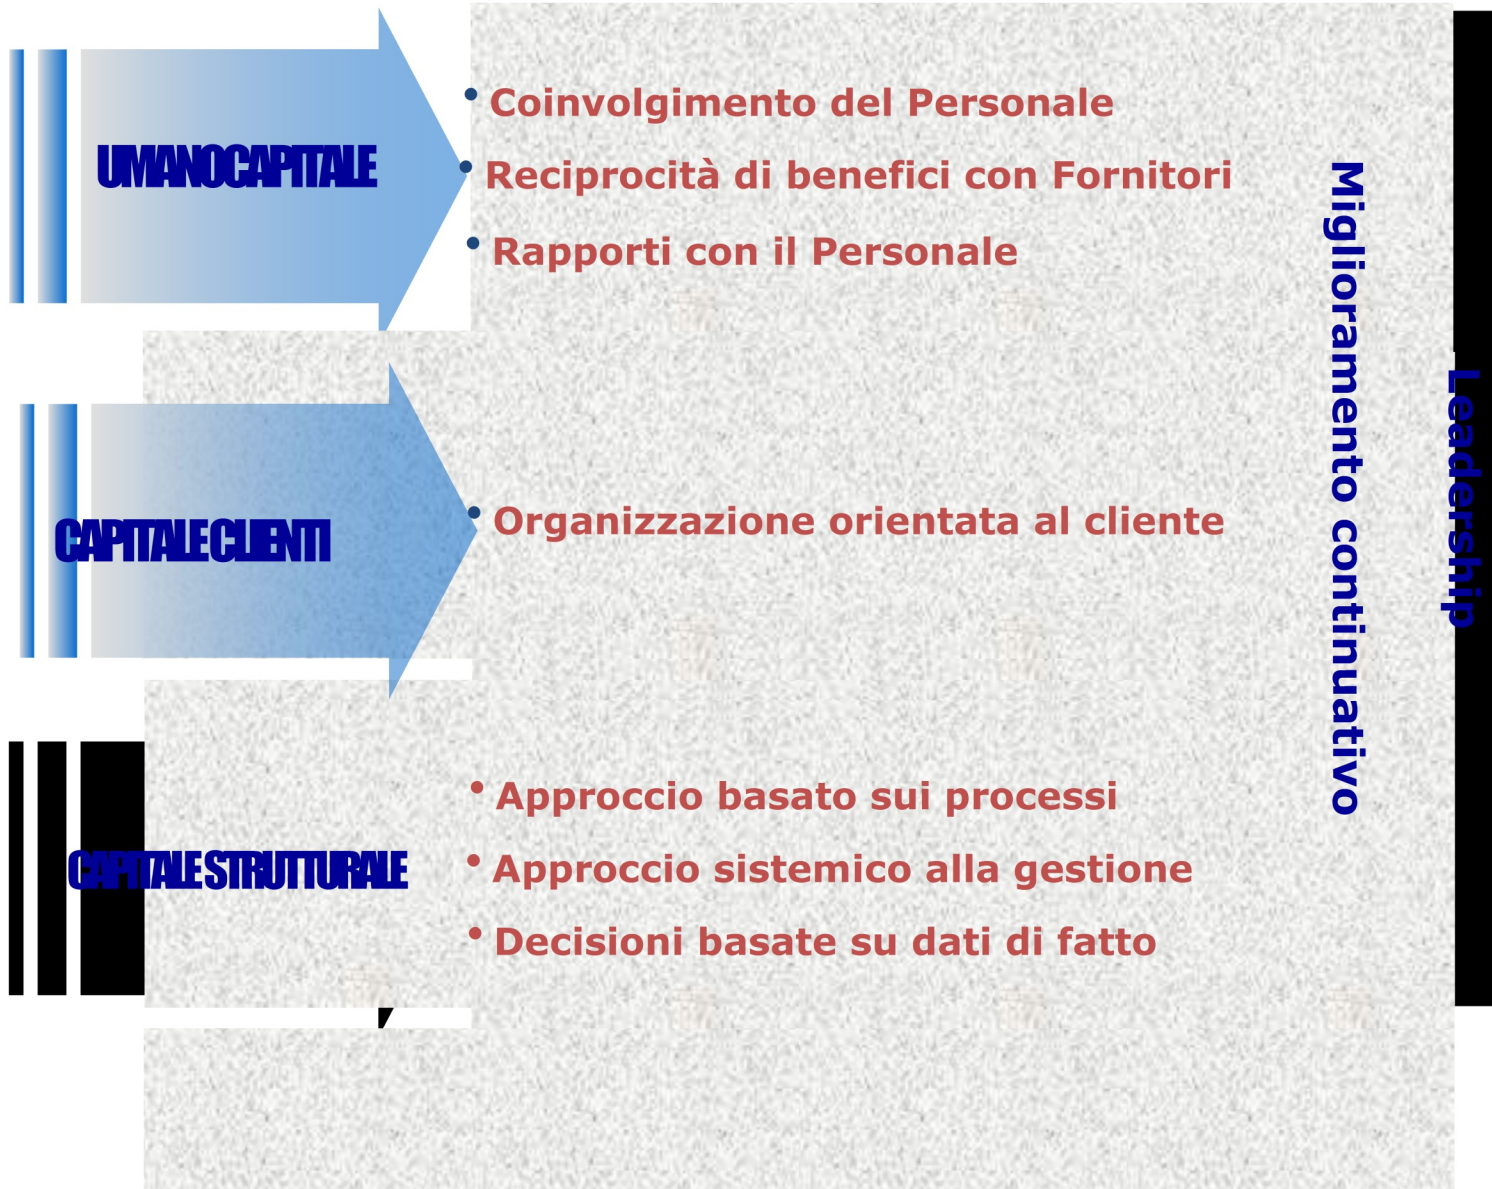 UMANOCAPITALE
• Coinvolgimento del Personale
• Reciprocità di benefici con Fornitori
• Rapporti con il Personale
CAPITALE CLIENTI
• Organizzazione orientata al cliente
CAPITALE STRUTTURALE
• Approccio basato sui processi
• Approccio sistemico alla gestione
• Decisioni basate su dati di fatto
Miglioramento continuativo
Leadership